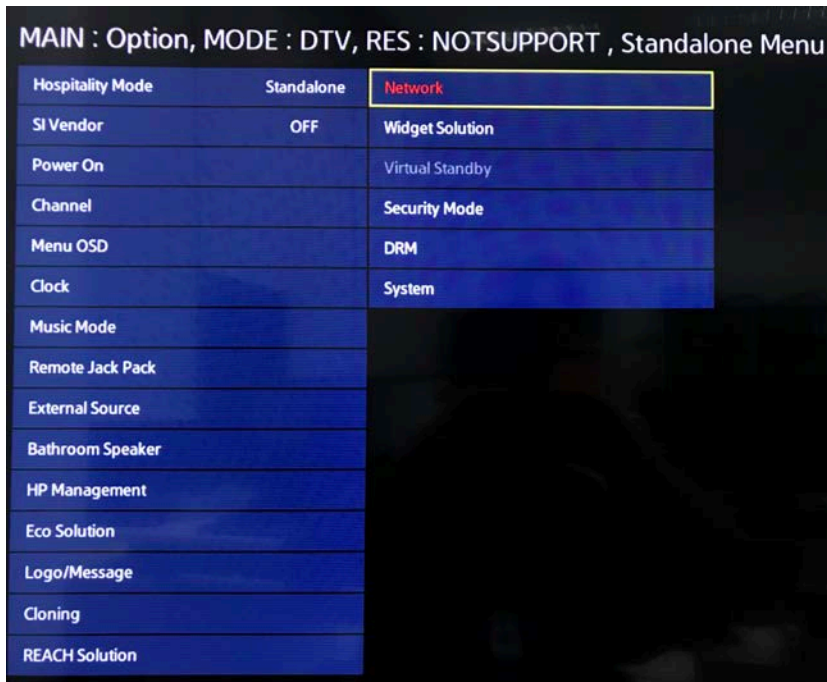 MAIN : Option, MODE : DTV, RES : NOTSUPPORT , Standalone Menu
Hospitality Mode Standalone Network
SI Vendor OFF Widget Solution
Power On Virtual Standby
Channel Security Mode
Menu OSD DRM
Clock System
Music Mode
Remote Jack Pack
External Source
Bathroom Speaker
HP Management
Eco Solution
Logo/Message
Cloning
REACH Solution